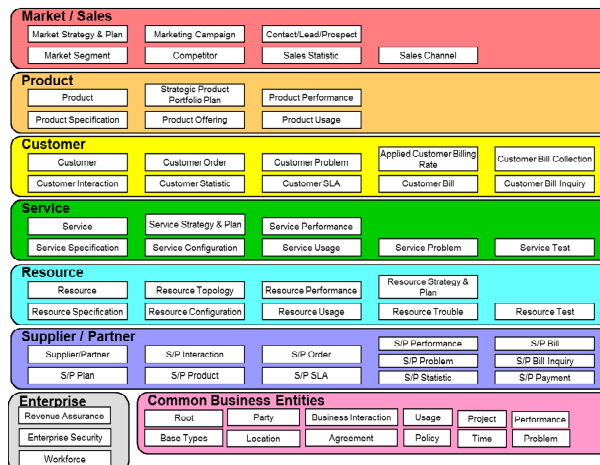 Market / Sales
Market Strategy & Plan
Marketing Campaign
Contact/Lead/Prospect
Market Segment
Competitor
Sales Statistic
Sales Channel
Product
Product
Strategic Product
Portfolio Plan
Product Performance
Product Specification
Product Offering
Product Usage
Customer
Customer
Customer Order
Customer Problem
Applied Customer Billing
Rate
Customer Bill Collection
Customer Interaction
Customer Statistic
Customer SLA
Customer Bill
Customer Bill Inquiry
Service
Service
Service Strategy & Plan
Service Performance
Service Specification
Service Configuration
Service Usage
Service Problem
Service Test
Resource
Resource
Resource Topology
Resource Performance
Resource Strategy &
Plan
Resource Specification
Resource Configuration
Resource Usage
Resource Trouble
Resource Test
Supplier / Partner
Supplier/Partner
S/P Interaction
S/P Order
S/P Performance
S/P Bill
S/P Problem
S/P Bill Inquiry
S/P Plan
S/P Product
S/P SLA
S/P Statistic
S/P Payment
Enterprise
Revenue Assurance
Enterprise Security
Workforce
Common Business Entities
Root
Party
Business Interaction
Usage
Project
Performance
Base Types
Location
Agreement
Policy
Time
Problem